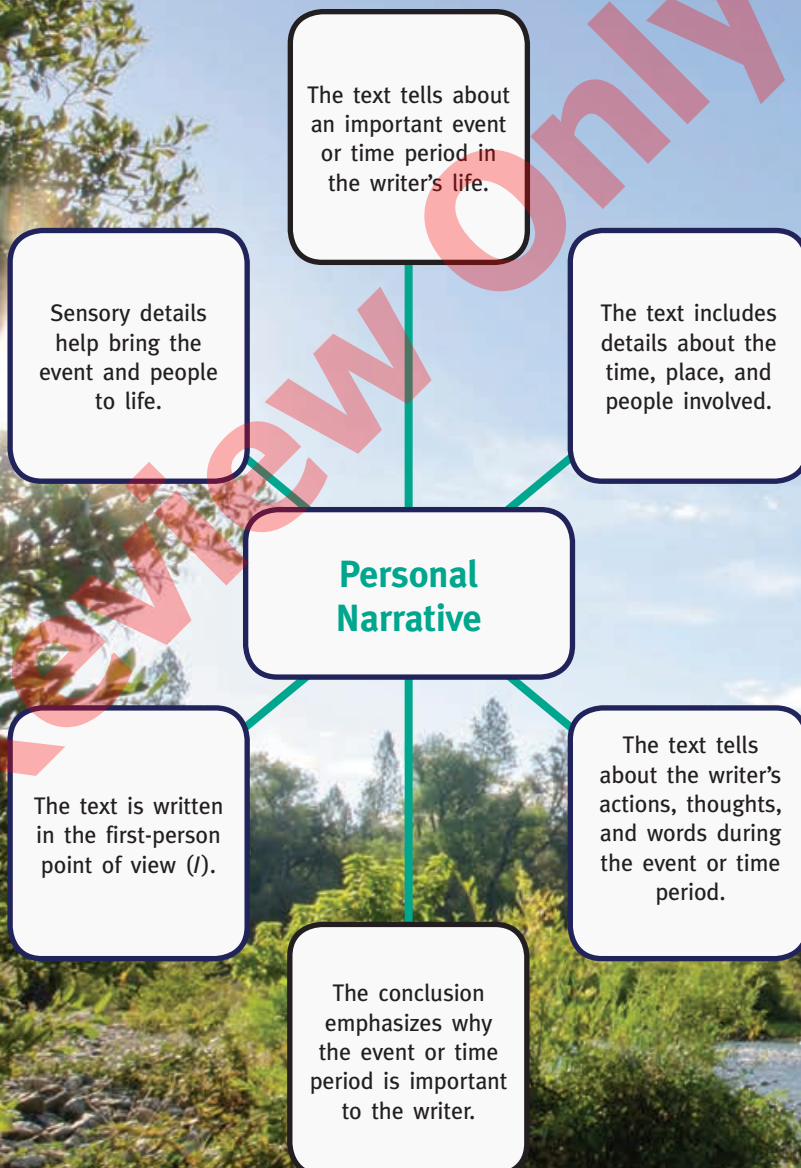 The text tells about
an important event
or time period in
the writer's life.
Sensory details
help bring the
event and people
to life.
The text includes
details about the
time, place, and
people involved.
Personal
Narrative
The text is written
in the first-person
point of view (I).
The text tells
about the writer's
actions, thoughts,
and words during
the event or time
period.
The conclusion
emphasizes why
the event or time
period is important
to the writer.
Review Only